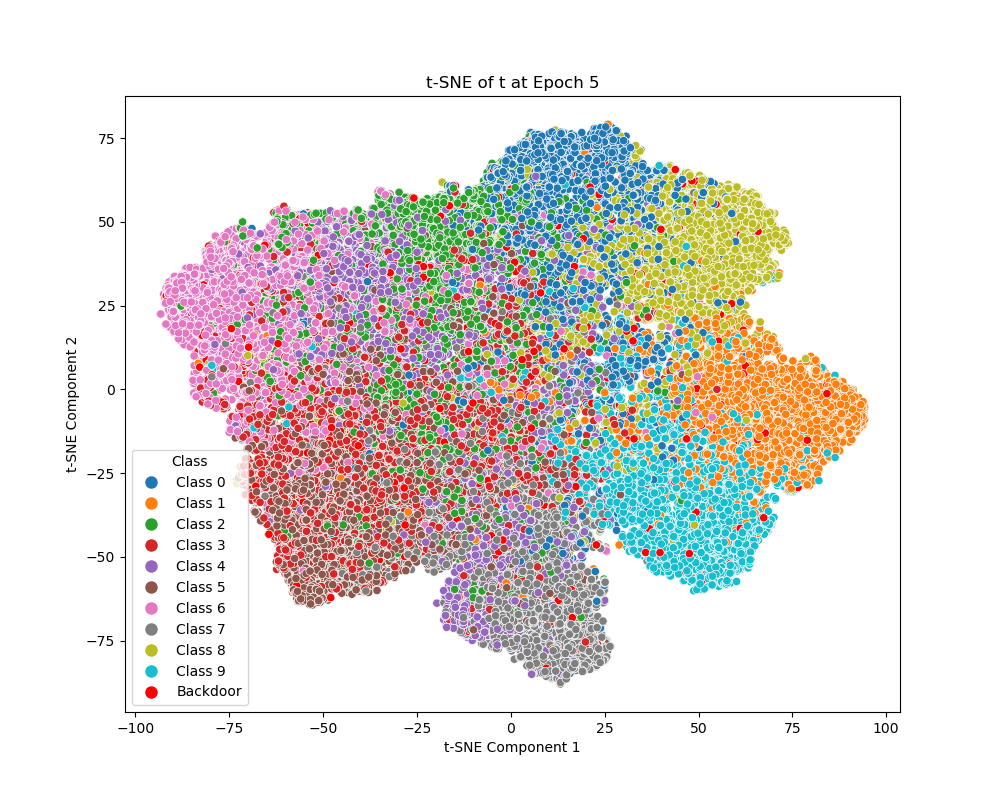 t-SNE of t at Epoch 5
t-SNE Component 2
75
50
25
0
−25
−50
−75
Class
Class 0
Class 1
Class 2
Class 3
Class 4
Class 5
Class 6
Class 7
Class 8
Class 9
Backdoor
−100
−75
−50
−25
0
25
50
75
100
t-SNE Component 1